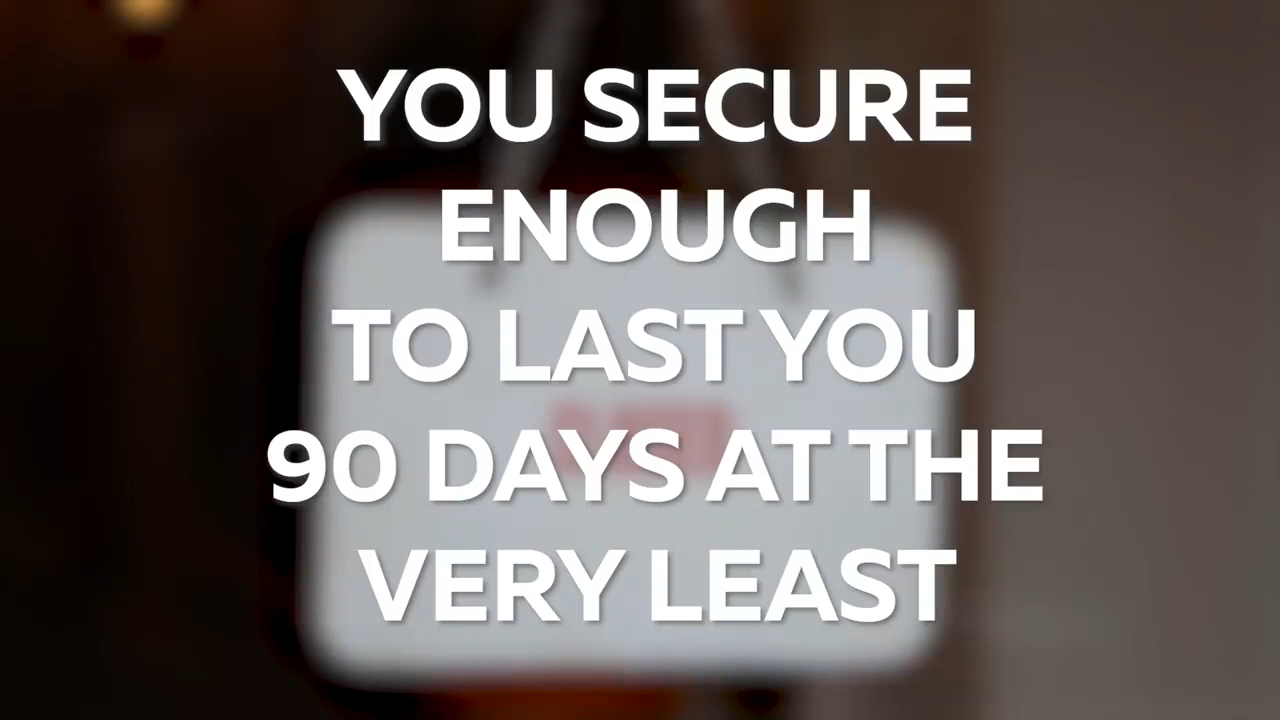 YOU SECURE
ENOUGH
TO LAST YOU
90 DAYS AT THE
VERY LEAST